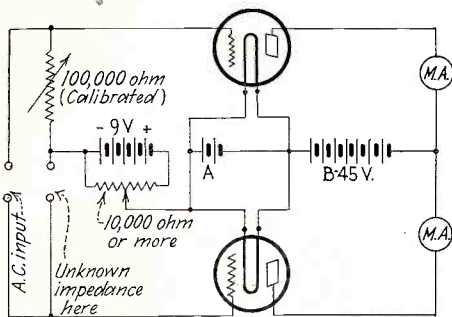 100,000 ohm
(Calibrated)
- 9V +
A
B-45 V.
M.A.
M.A.
-10,000 ohm
or more
A.C. input
Unknown
impedance
here